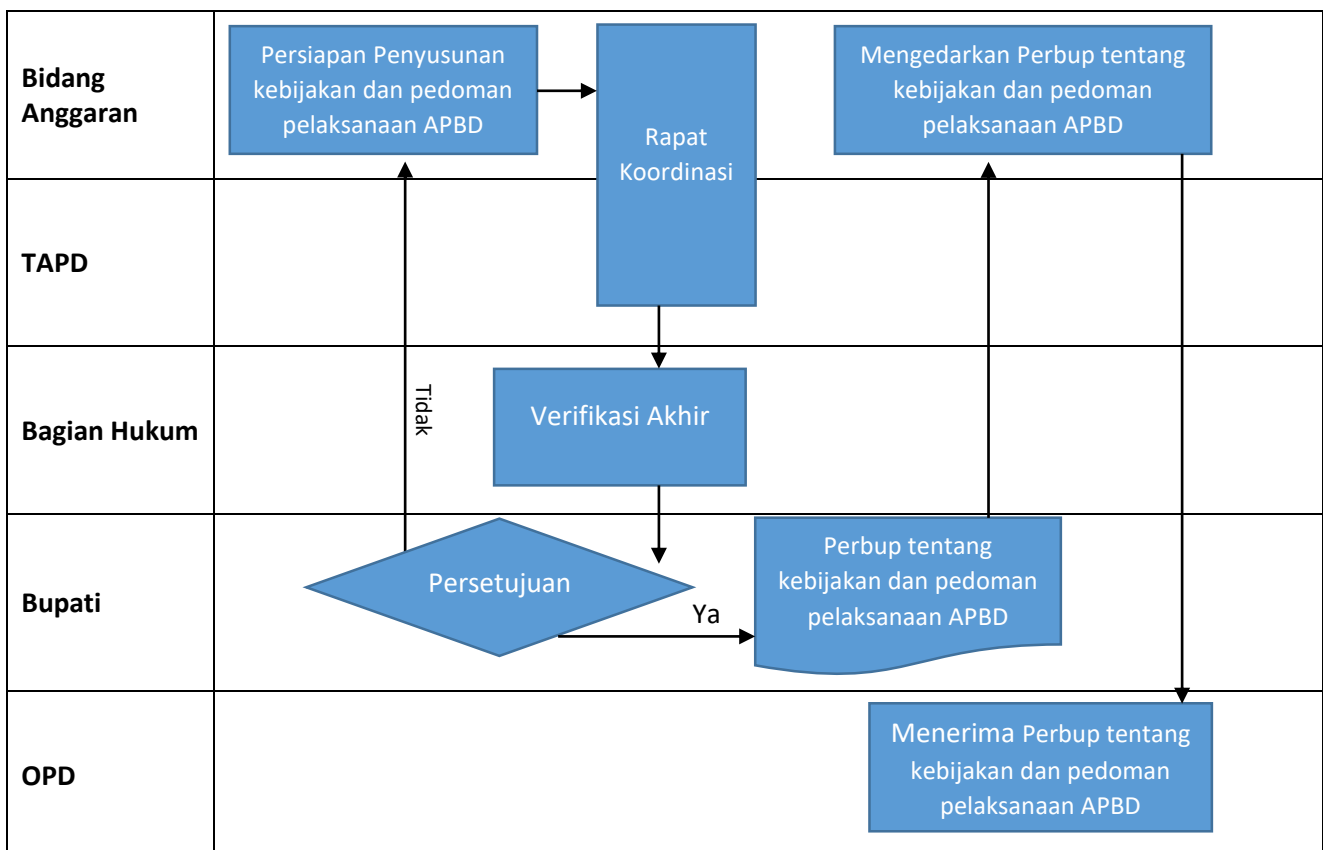 Bidang
Anggaran
Persiapan Penyusunan
kebijakan dan pedoman
pelaksanaan APBD
Rapat
Koordinasi
Mengedarkan Perbup tentang
kebijakan dan pedoman
pelaksanaan APBD
TAPD
Bagian Hukum
Tidak
Verifikasi Akhir
Bupati
Persetujuan
Ya
Perbup tentang
kebijakan dan pedoman
pelaksanaan APBD
OPD
Menerima Perbup tentang
kebijakan dan pedoman
pelaksanaan APBD